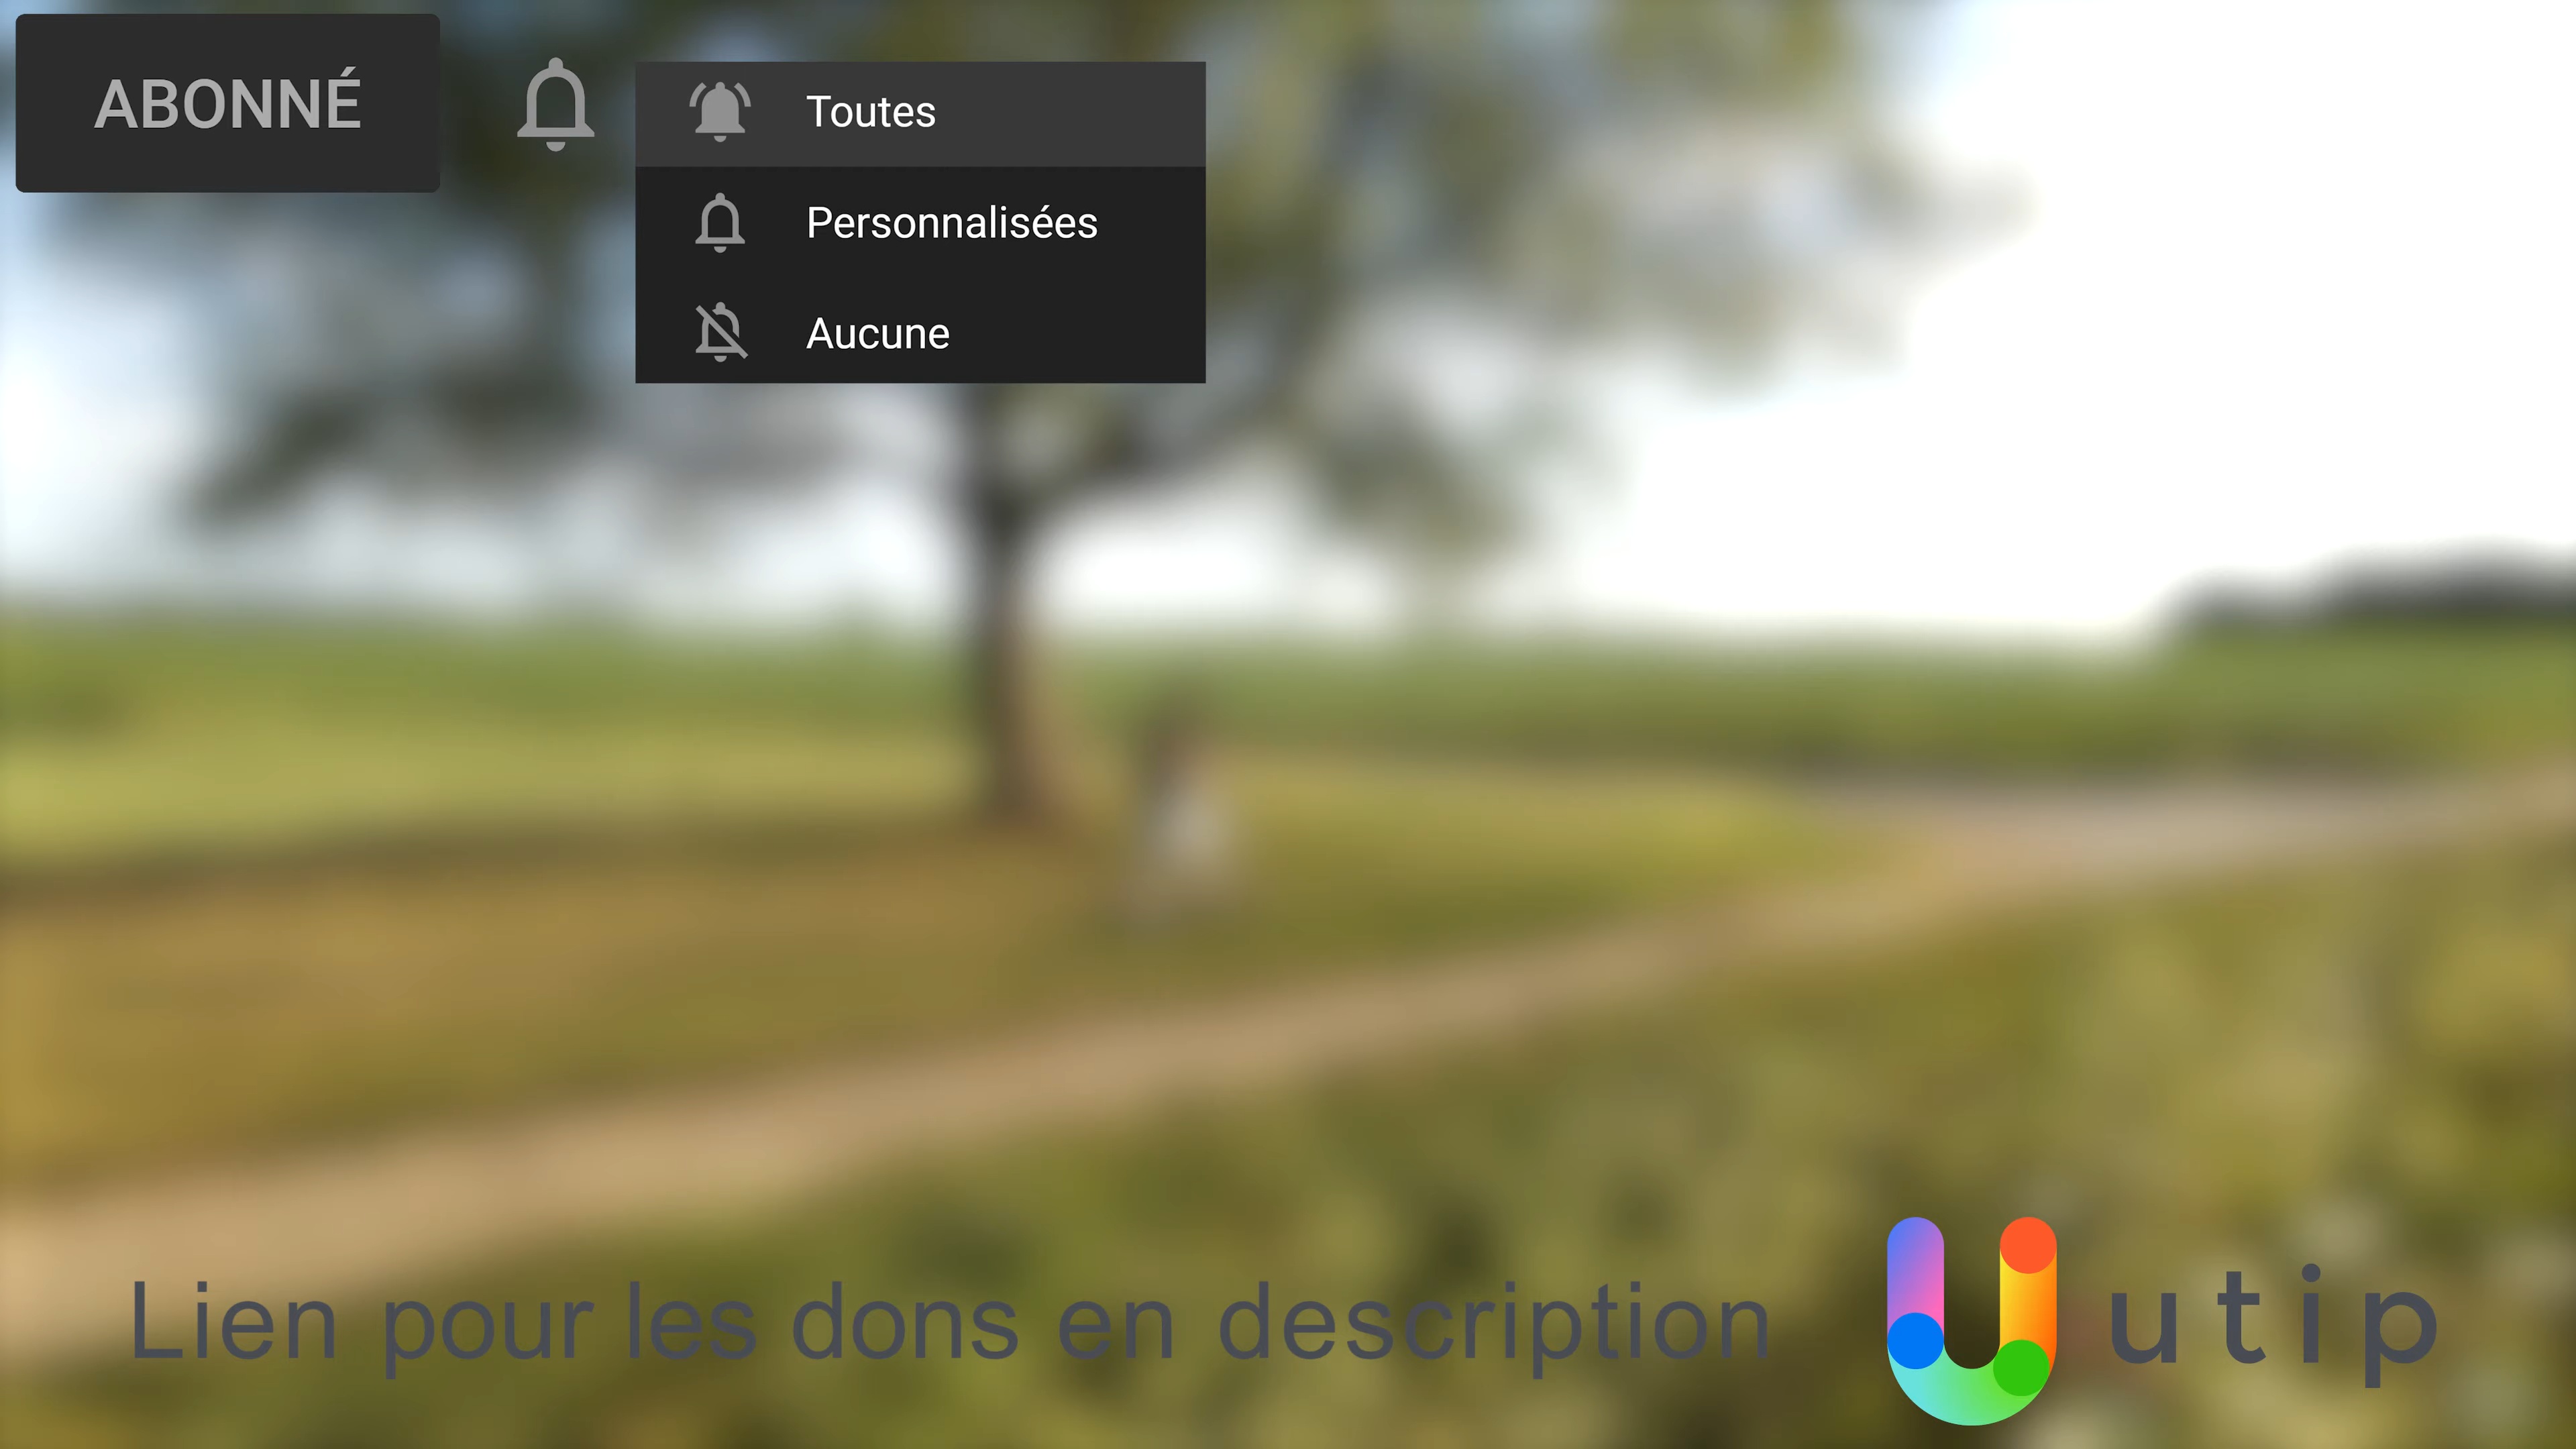 ABONNÉ
Toutes
Personnalisées
Aucune
Lien pour les dons en description
utip